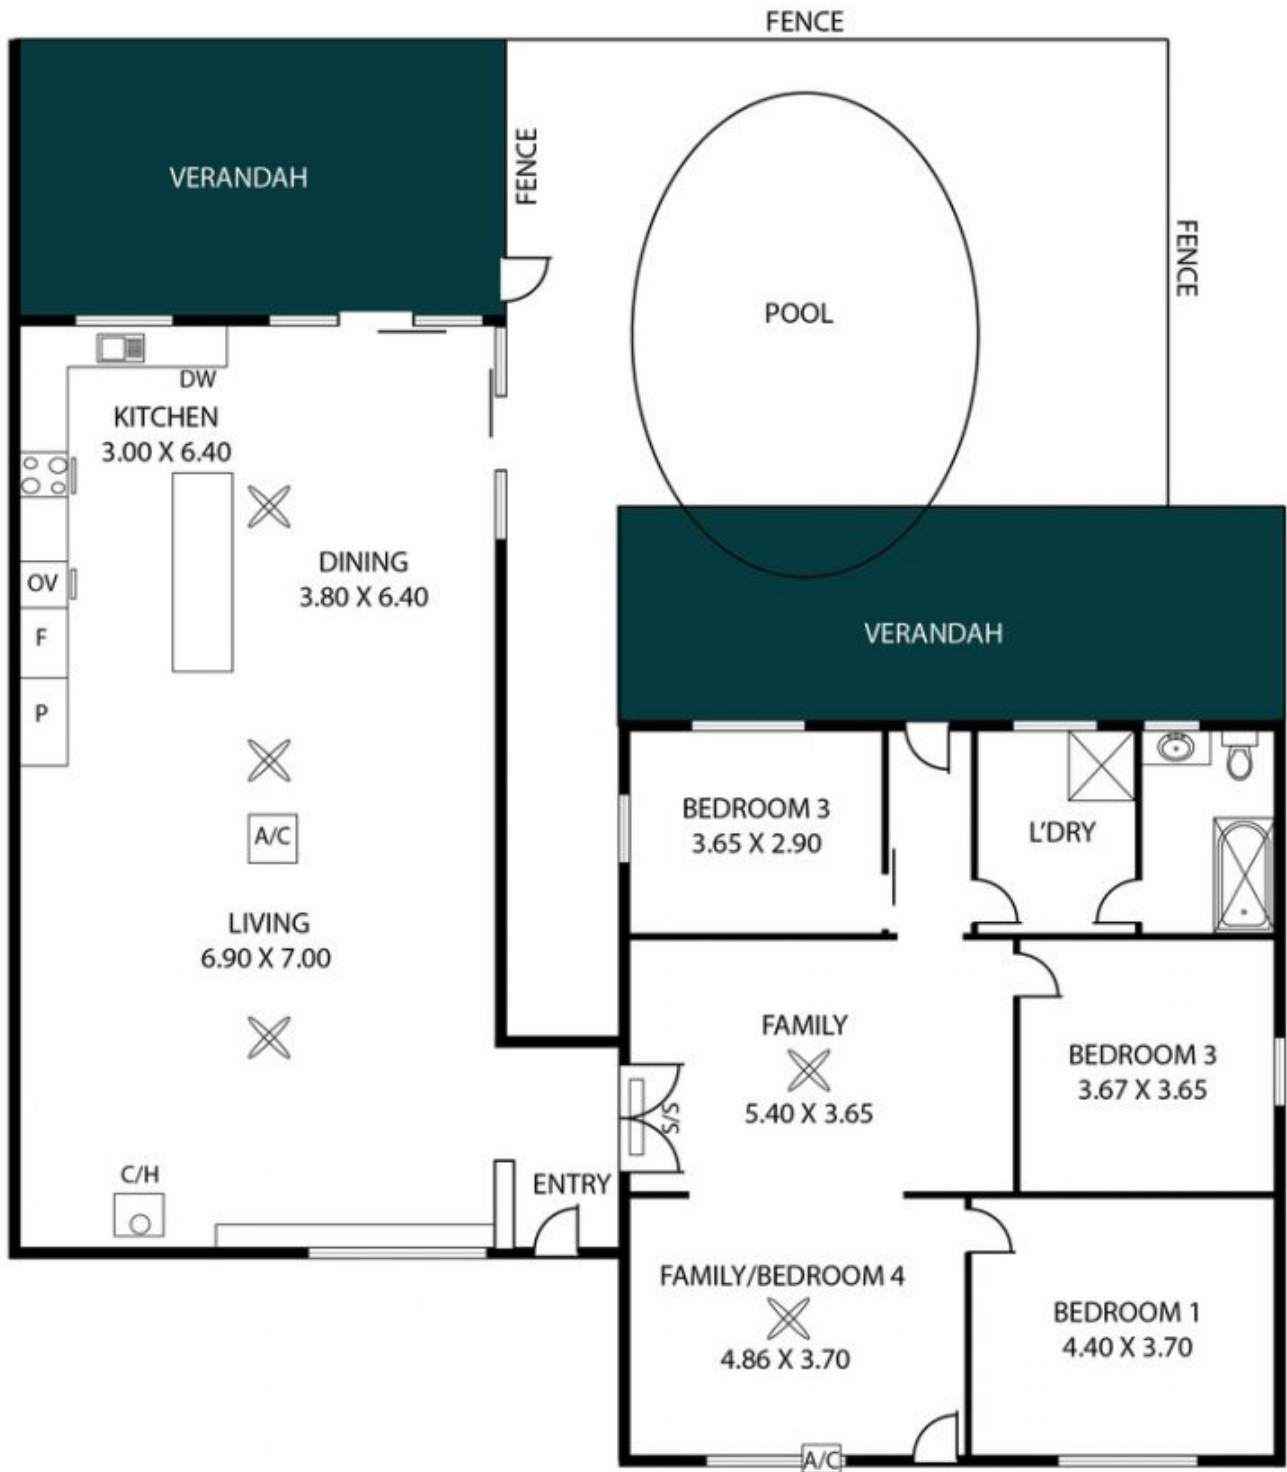 FENCE
VERANDAH
FENCE
FENCE
POOL
DW
KITCHEN
3.00 X 6.40
DINING
3.80 X 6.40
OV
F
P
VERANDAH
A/C
LIVING
6.90 X 7.00
BEDROOM 3
3.65 X 2.90
L'DRY
FAMILY
5.40 X 3.65
S/S
BEDROOM 3
3.67 X 3.65
C/H
ENTRY
FAMILY/BEDROOM 4
4.86 X 3.70
BEDROOM 1
4.40 X 3.70
A/C